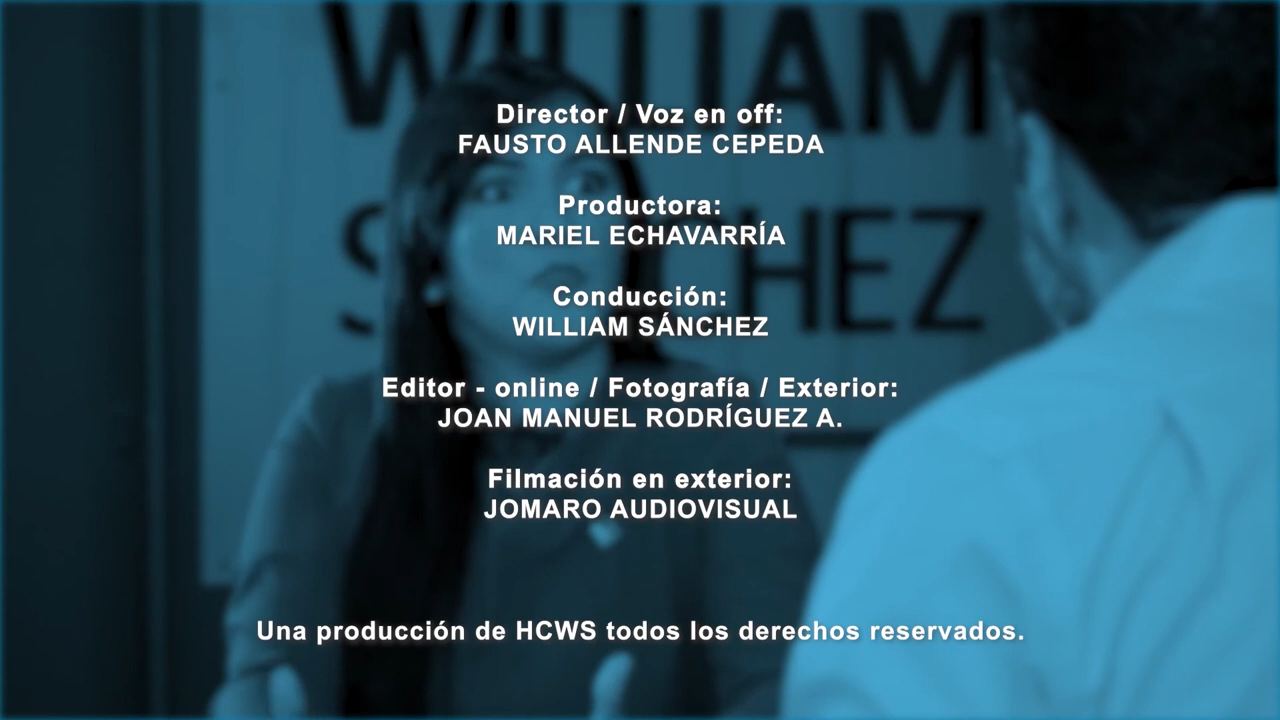 WILLIAM
Director / Voz en off:
FAUSTO ALLENDE CEPEDA
Productora:
MARIEL ECHAVARRÍA
Conducción:
WILLIAM SÁNCHEZ
Editor - online / Fotografía / Exterior:
JOAN MANUEL RODRÍGUEZ A.
Filmación en exterior:
JOMARO AUDIOVISUAL
Una producción de HCWS todos los derechos reservados.